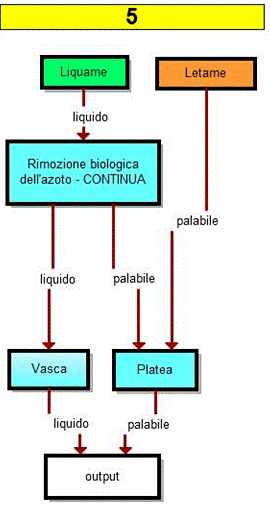 5
Liquame
Letame
liquido
Rimozione biologica
dell'azoto - CONTINUA
palabile
liquido
palabile
Vasca
Platea
liquido
palabile
output